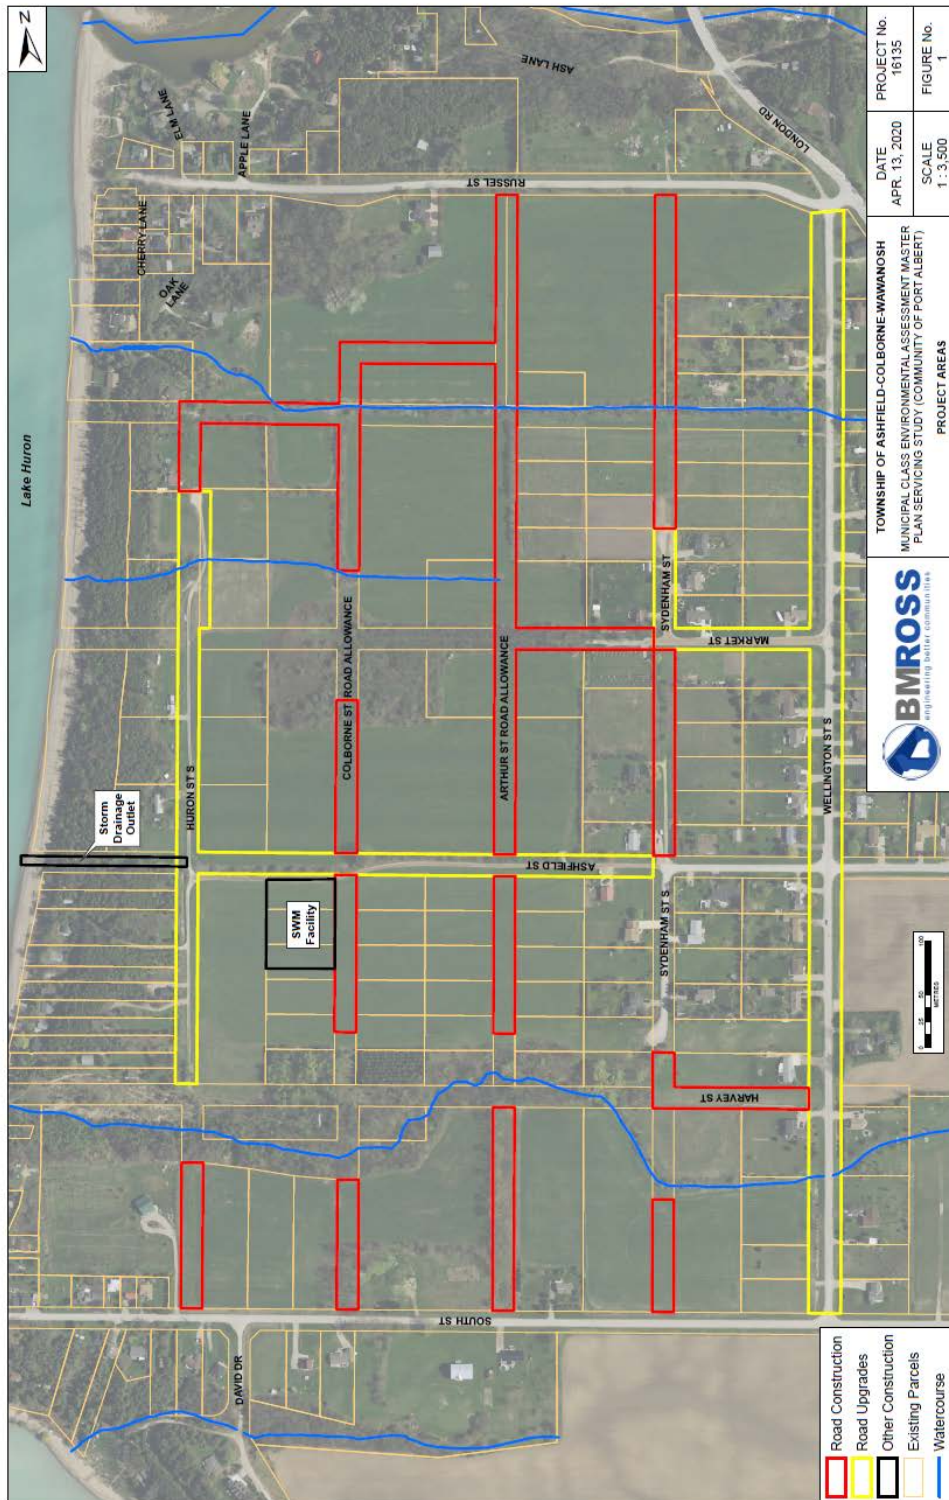 Lake Huron
ELM LANE
APPLE LANE
CHERRY LANE
OAK
LANE
ASH LANE
RUSSEL ST
LONDON RD
Storm
Drainage
Outlet
HURON ST S
COLBORNE ST ROAD ALLOWANCE
ARTHUR ST ROAD ALLOWANCE
SYDENHAM ST
MARKET ST
WELLINGTON ST S
ASHFIELD ST
SWM
Facility
SYDENHAM ST S
HARVEY ST
SOUTH ST
DAVID DR
Road Construction
Road Upgrades
Other Construction
Existing Parcels
Watercourse
0 25 50 100
METRES
BMROSS
engineering better communities
TOWNSHIP OF ASHFIELD-COLBORNE-WAWANOSH
MUNICIPAL CLASS ENVIRONMENTAL ASSESSMENT MASTER
PLAN SERVICING STUDY (COMMUNITY OF PORT ALBERT)
PROJECT AREAS
DATE
APR. 13, 2020
PROJECT No.
16135
SCALE
1 : 3,500
FIGURE No.
1
N